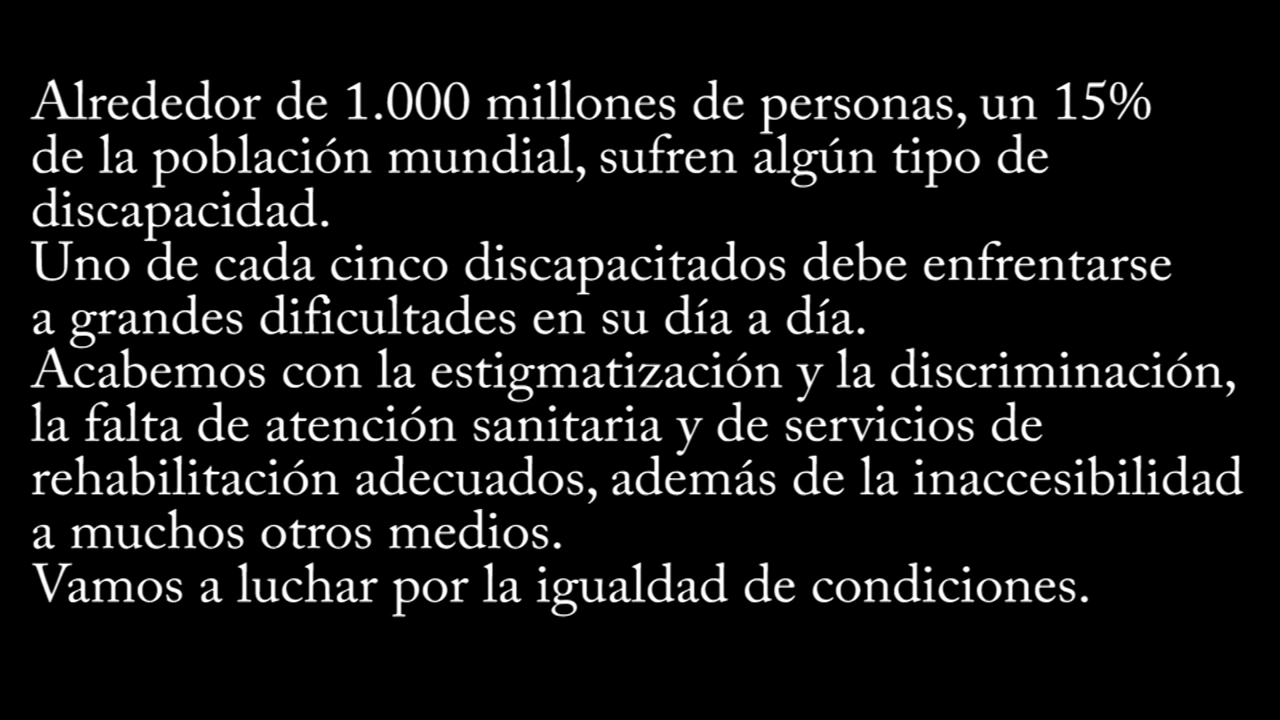 Alrededor de 1.000 millones de personas, un 15%
de la población mundial, sufren algún tipo de
discapacidad.
Uno de cada cinco discapacitados debe enfrentarse
a grandes dificultades en su día a día.
Acabemos con la estigmatización y la discriminación,
la falta de atención sanitaria y de servicios de
rehabilitación adecuados, además de la inaccesibilidad
a muchos otros medios.
Vamos a luchar por la igualdad de condiciones.